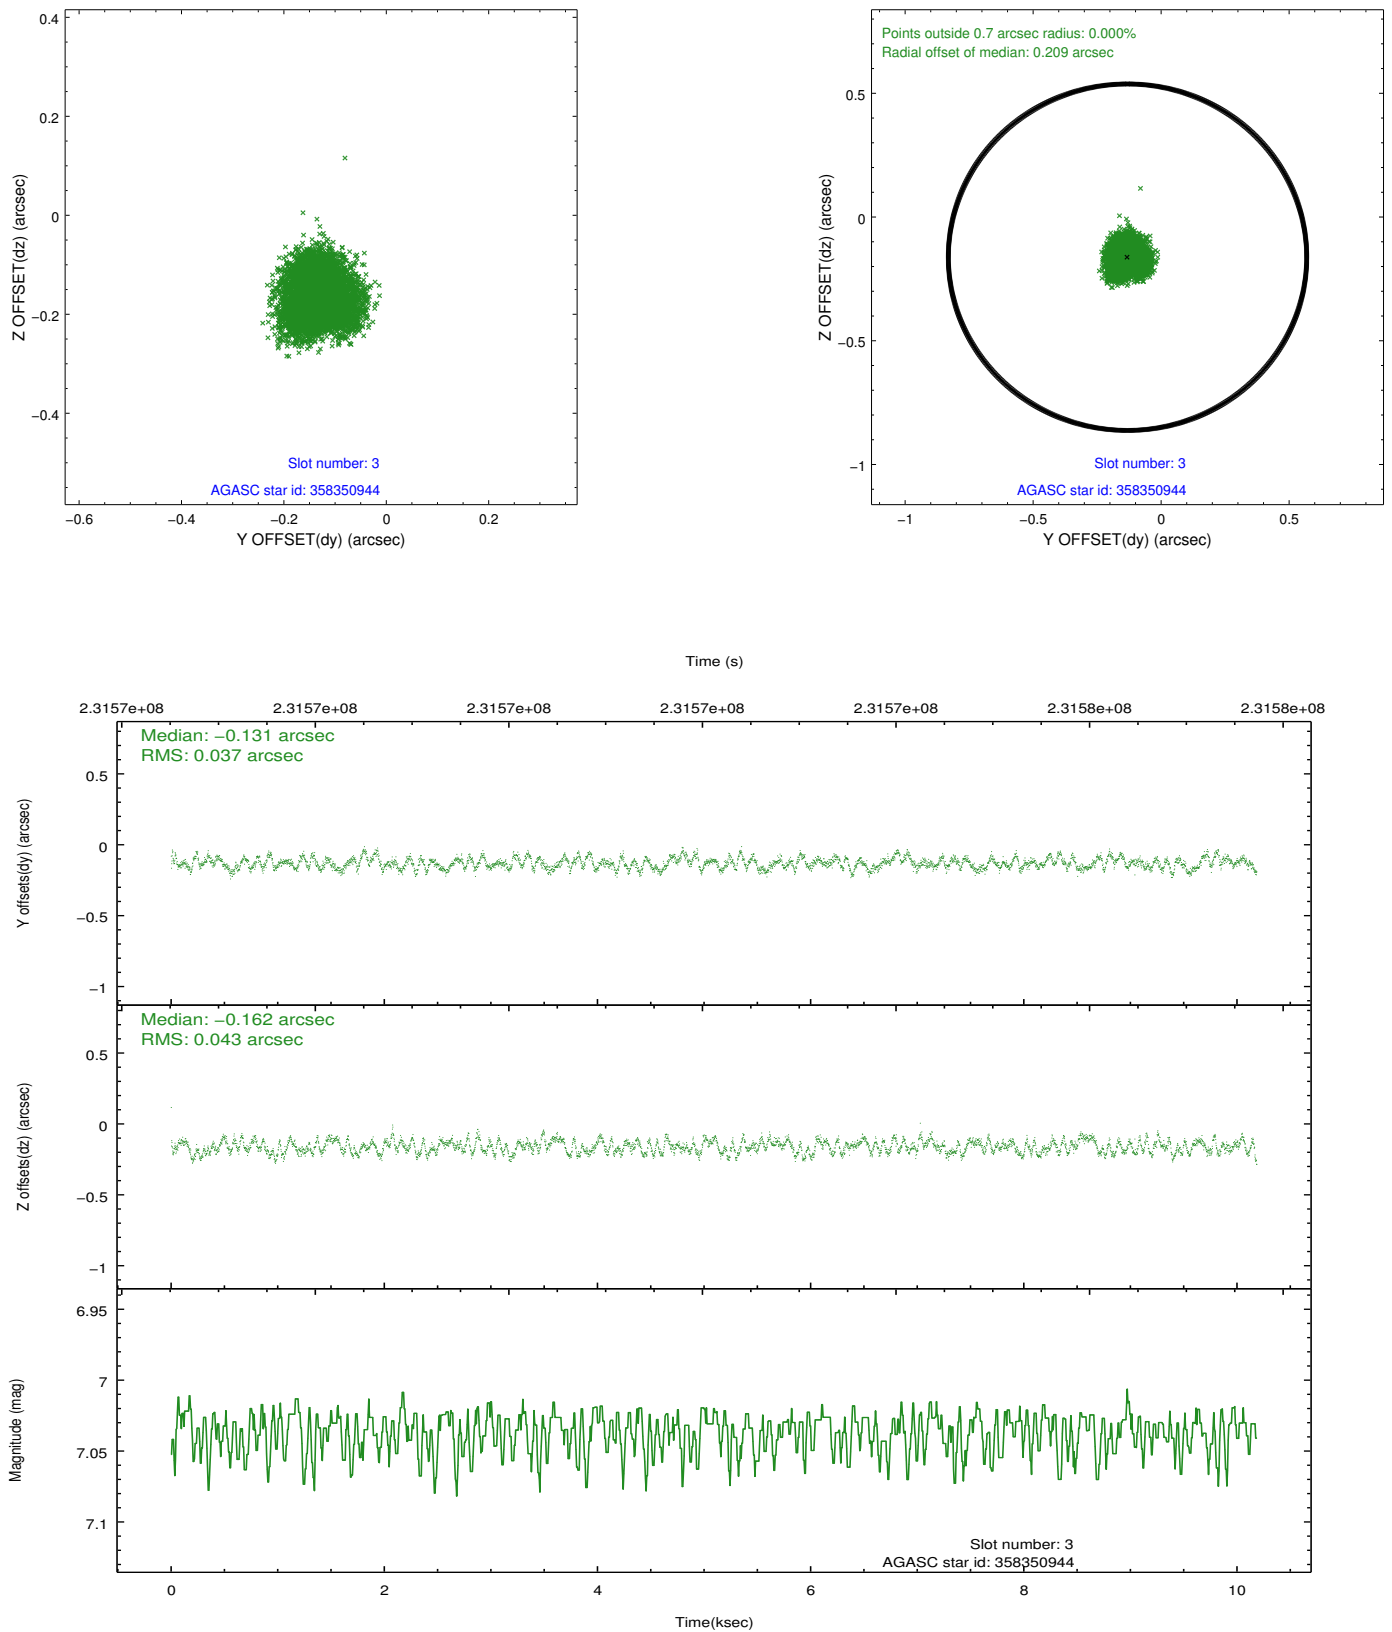 0.4
0.2
0
−0.2
−0.4
Z OFFSET(dz) (arcsec)
Slot number: 3
AGASC star id: 358350944
−0.6 −0.4 −0.2 0 0.2
Y OFFSET(dy) (arcsec)
Points outside 0.7 arcsec radius: 0.000%
Radial offset of median: 0.209 arcsec
0.5
0
−0.5
−1
Z OFFSET(dz) (arcsec)
Slot number: 3
AGASC star id: 358350944
−1 −0.5 0 0.5
Y OFFSET(dy) (arcsec)
Time (s)
2.3157e+08 2.3157e+08 2.3157e+08 2.3157e+08 2.3157e+08 2.3158e+08 2.3158e+08
Median: −0.131 arcsec
RMS: 0.037 arcsec
0.5
0
−0.5
−1
Y offsets(dy) (arcsec)
Median: −0.162 arcsec
RMS: 0.043 arcsec
0.5
0
−0.5
−1
Z offsets(dz) (arcsec)
6.95
7
7.05
7.1
Magnitude (mag)
Slot number: 3
AGASC star id: 358350944
0 2 4 6 8 10
Time(ksec)